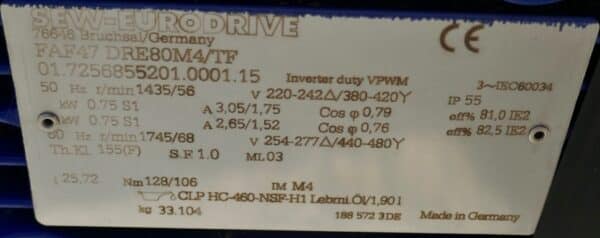 SEW-EURODRIVE
76646 Bruchsal/Germany
FAF47 DRE80M4/TF
01.7256855201.0001.15 Inverter duty VPWM 3~IEC60034
50 Hz r/min 1435/56 V 220-242Δ/380-420Y IP 55
kW 0.75 S1 A 3,05/1,75 Cos φ 0,79 eff% 81,0 IE2
kW 0.75 S1 A 2,65/1,52 Cos φ 0,76 eff% 82,5 IE2
60 Hz r/min 1745/68 V 254-277Δ/440-480Y
Th.Kl. 155(F) S.F 1.0 ML03
i 25,72 Nm 128/106 IM M4
CLP HC-460-NSF-H1 Lebmi.Öl/1,90 l
kg 33.104 188 572 3 DE Made in Germany